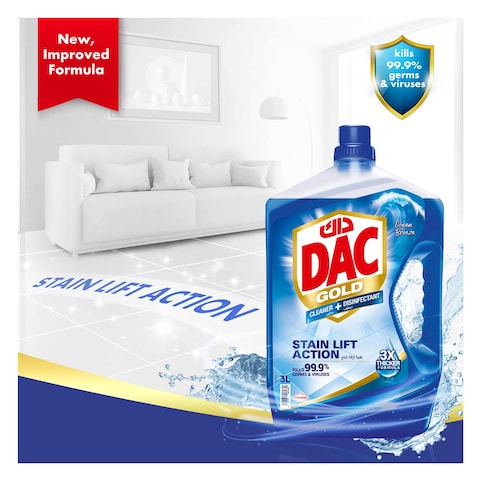 New,
Improved
Formula
kills
99.9%
germs
& viruses
STAIN LIFT ACTION
داك
DAC
GOLD
CLEANER + DISINFECTANT
Ocean
Breeze
STAIN LIFT
ACTION
KILLS 99.9%
GERMS & VIRUSES
3X
THICKER
FORMULA
3L